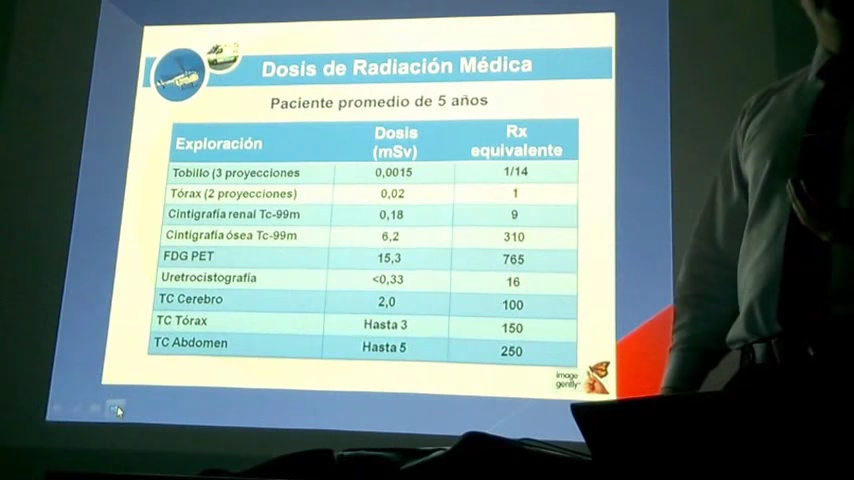 Dosis de Radiación Médica
Paciente promedio de 5 años
Exploración Dosis (mSv) Rx equivalente
Tobillo (3 proyecciones 0,0015 1/14
Tórax (2 proyecciones) 0,02 1
Cintigrafía renal Tc-99m 0,18 9
Cintigrafía ósea Tc-99m 6,2 310
FDG PET 15,3 765
Uretrocistografía <0,33 16
TC Cerebro 2,0 100
TC Tórax Hasta 3 150
TC Abdomen Hasta 5 250
image
gently